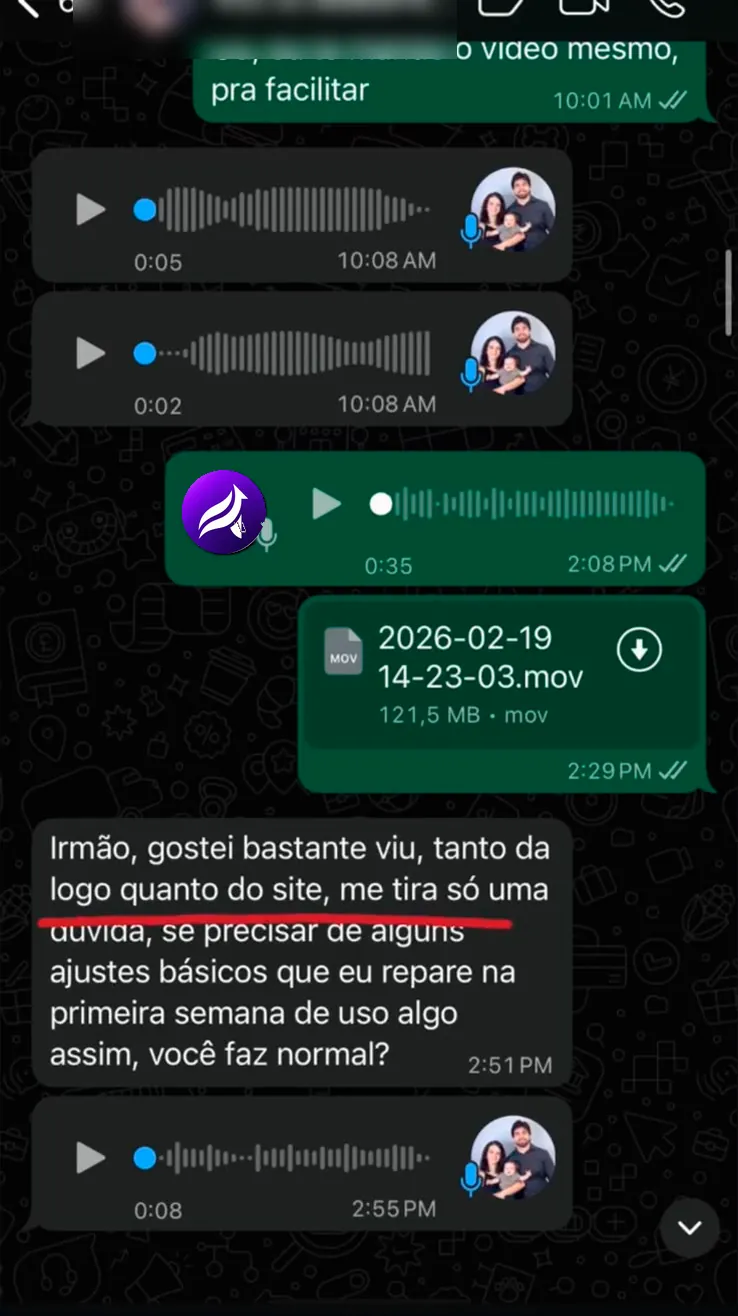 o vídeo mesmo,
pra facilitar
10:01 AM
0:05
10:08 AM
0:02
10:08 AM
0:35
2:08 PM
2026-02-19
14-23-03.mov
MOV
121,5 MB • mov
2:29 PM
Irmão, gostei bastante viu, tanto da
logo quanto do site, me tira só uma
dúvida, se precisar de alguns
ajustes básicos que eu repare na
primeira semana de uso algo
assim, você faz normal?
2:51 PM
0:08
2:55 PM